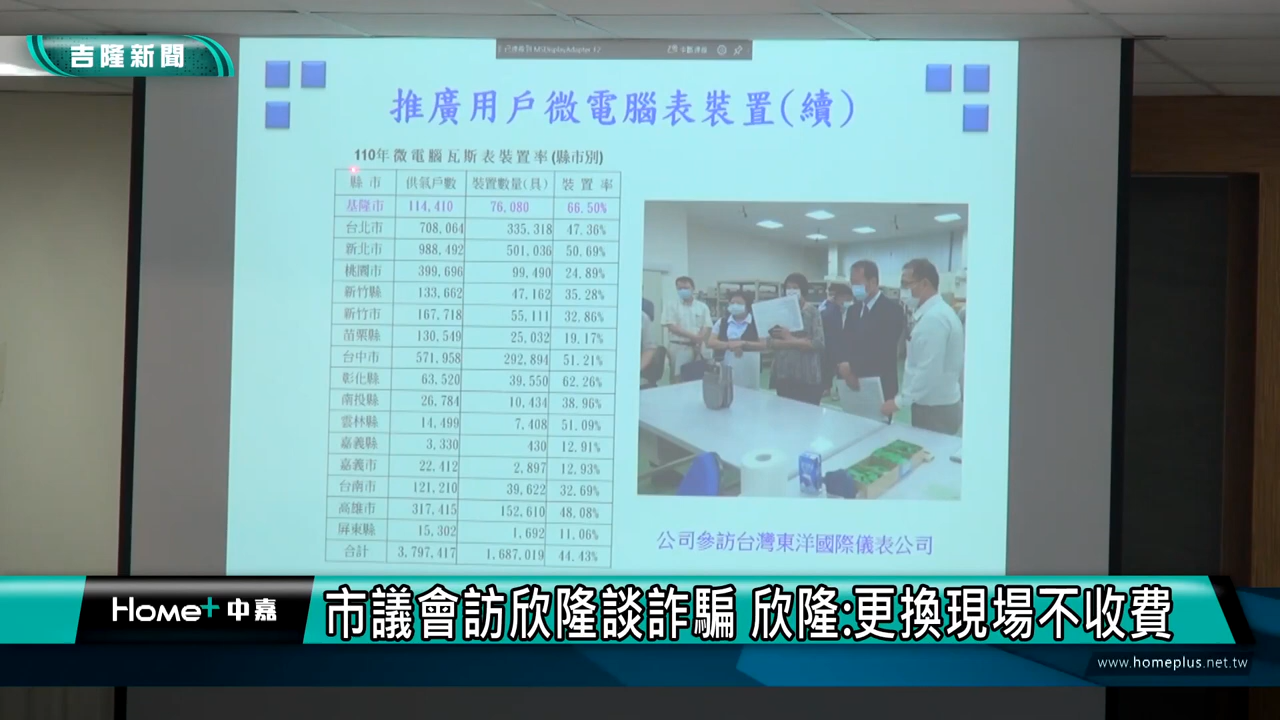 吉隆新聞
推廣用戶微電腦表裝置(續)
110年微電腦瓦斯表裝置率(縣市別)
縣市 供氣戶數 裝置數量(具) 裝置率
基隆市 114,410 76,080 66.50%
台北市 708,064 335,318 47.36%
新北市 988,492 501,036 50.69%
桃園市 399,696 99,490 24.89%
新竹縣 133,662 47,162 35.28%
新竹市 167,718 55,111 32.86%
苗栗縣 130,549 25,032 19.17%
台中市 571,958 292,894 51.21%
彰化縣 63,520 39,550 62.26%
南投縣 26,784 10,434 38.96%
雲林縣 14,499 7,408 51.09%
嘉義縣 3,330 430 12.91%
嘉義市 22,412 2,897 12.93%
台南市 121,210 39,622 32.69%
高雄市 317,415 152,610 48.08%
屏東縣 15,302 1,692 11.06%
合計 3,797,417 1,687,019 44.43%
公司參訪台灣東洋國際儀表公司
Home+中嘉
市議會訪欣隆談詐騙 欣隆:更換現場不收費
www.homeplus.net.tw